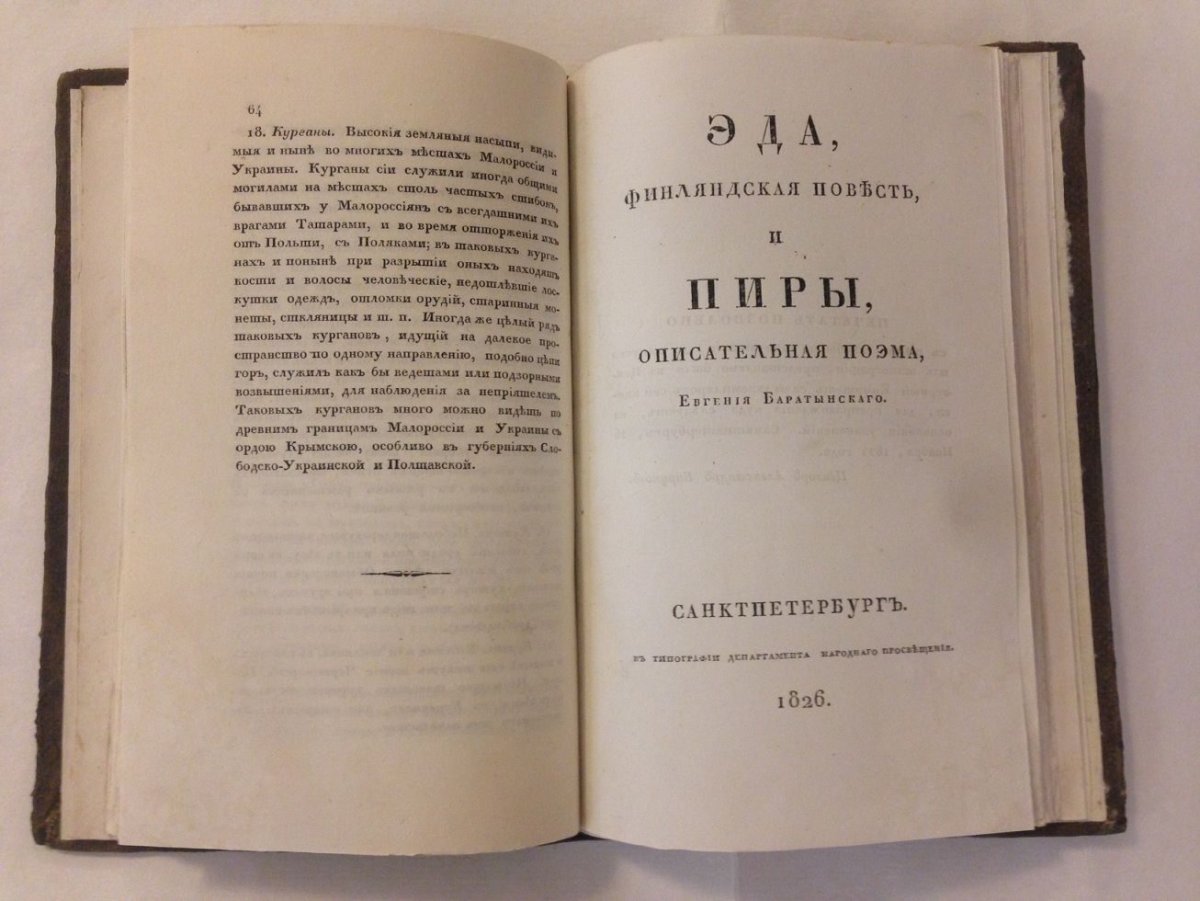 64
18. Курганы. Высокія земляныя насыпи, види-
мыя и нынѣ во многихъ мѣстахъ Малороссіи и
Украины. Курганы сіи служили иногда общими
могилами на мѣстахъ столь частыхъ сшибокъ,
бывавшихъ у Малороссіянъ съ всегдашними ихъ
врагами Татарами, и во время отторженія ихъ
отъ Польши, съ Поляками; въ таковыхъ курга-
нахъ и понынѣ при разрытіи оныхъ находятъ
кости и волосы человѣческіе, недотлѣвшіе лос-
кутки одеждъ, отломки орудій, старинныя мо-
неты, сткляницы и т. п. Иногда же цѣлый рядъ
таковыхъ кургановъ, идущій на далекое про-
странство по одному направленію, подобно цѣпи
горъ, служилъ какъ бы ведетами или подзорными
возвышеніями, для наблюденія за непріятелемъ.
Таковыхъ кургановъ много можно видѣть по
древнимъ границамъ Малороссіи и Украины съ
ордою Крымскою, особливо въ губерніяхъ Сло-
бодско-Украинской и Полтавской.
ЭДА,
ФИНЛЯНДСКАЯ ПОВѢСТЬ,
И
ПИРЫ,
ОПИСАТЕЛЬНАЯ ПОЭМА,
ЕВГЕНІЯ БАРАТЫНСКАГО.
САНКТПЕТЕРБУРГЪ.
ВЪ ТИПОГРАФІИ ДЕПАРТАМЕНТА НАРОДНАГО ПРОСВѢЩЕНІЯ.
1826.